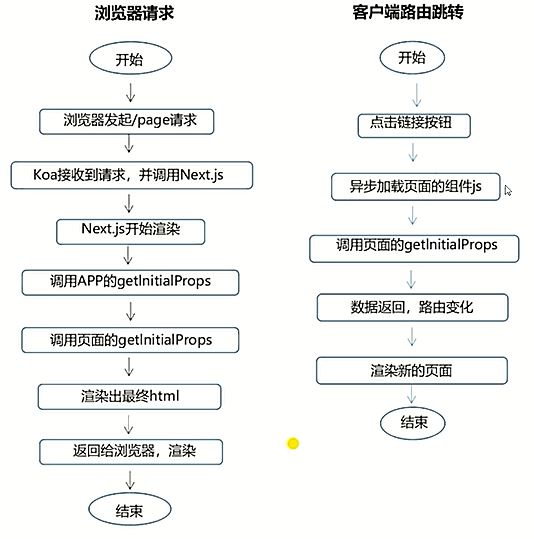 浏览器请求
开始
浏览器发起/page请求
Koa接收到请求，并调用Next.js
Next.js开始渲染
调用APP的getInitialProps
调用页面的getInitialProps
渲染出最终html
返回给浏览器，渲染
结束
客户端路由跳转
开始
点击链接按钮
异步加载页面的组件js
调用页面的getInitialProps
数据返回，路由变化
渲染新的页面
结束